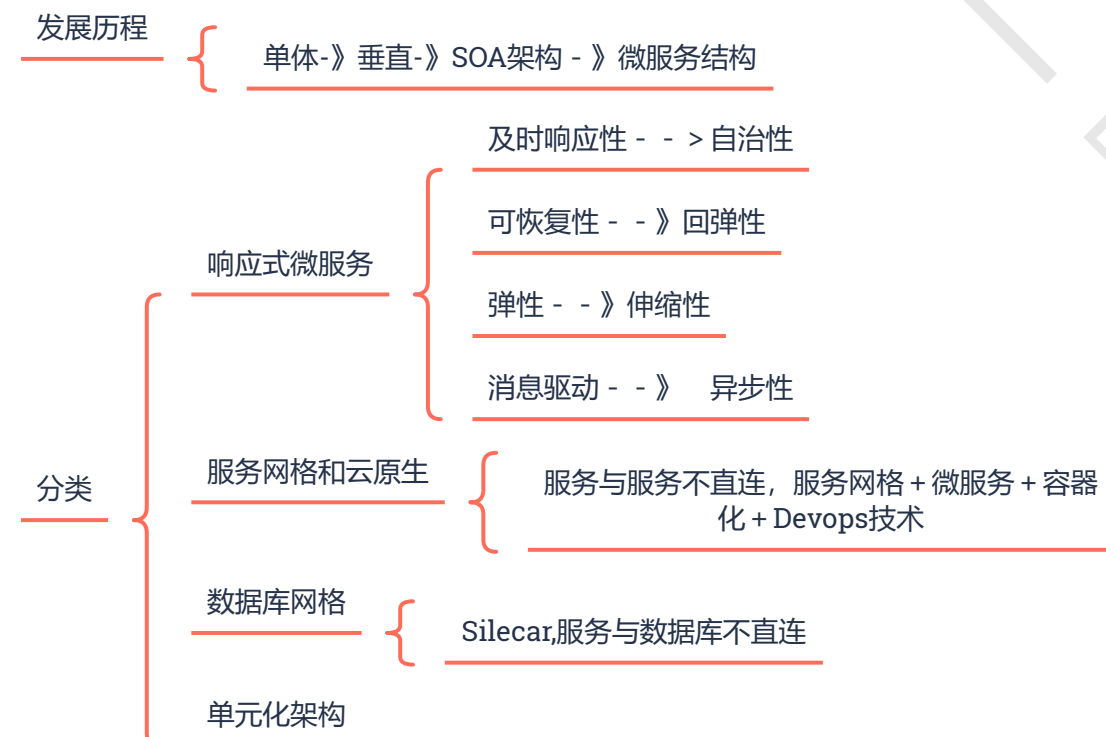 发展历程
单体-》垂直-》SOA架构 - 》微服务结构
及时响应性 - - > 自治性
可恢复性 - - 》回弹性
响应式微服务
弹性 - - 》伸缩性
消息驱动 - - 》 异步性
服务网格和云原生
分类
服务与服务不直连，服务网格 + 微服务 + 容器
化 + Devops技术
数据库网格
Silecar,服务与数据库不直连
单元化架构